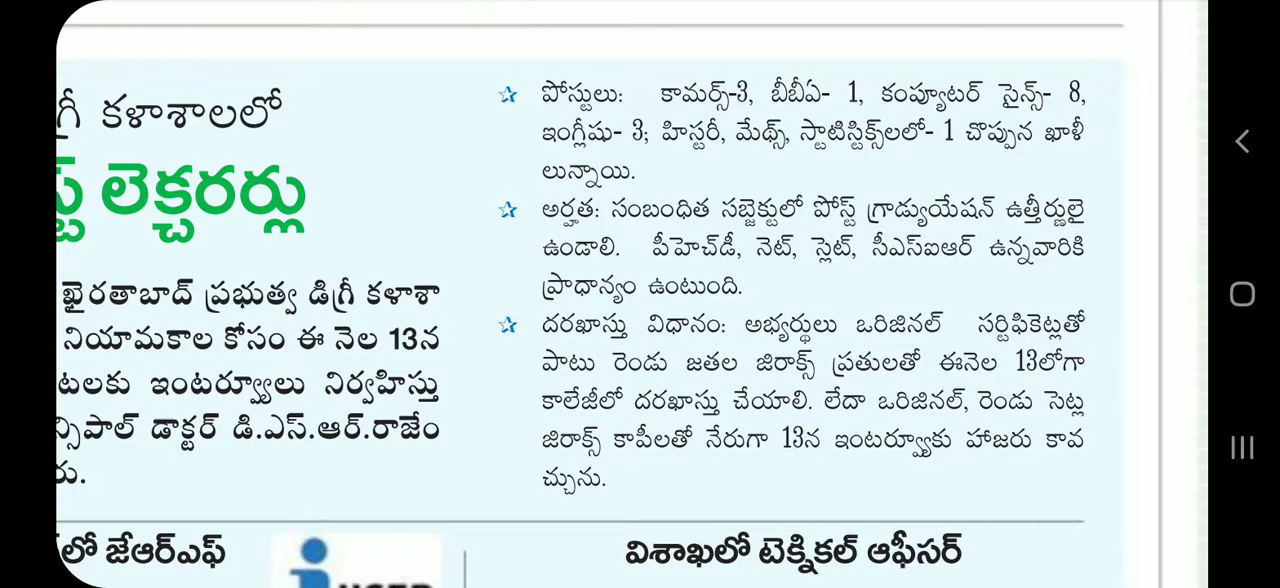 గ్రీ కళాశాలలో
స్ట్ లెక్చరర్లు
ఖైరతాబాద్ ప్రభుత్వ డిగ్రీ కళాశా
నియామకాల కోసం ఈ నెల 13న
టలకు ఇంటర్వ్యూలు నిర్వహిస్తు
న్సిపాల్ డాక్టర్ డి.ఎస్.ఆర్.రాజేం
రు.
పోస్టులు: కామర్స్-3, బీబీఏ- 1, కంప్యూటర్ సైన్స్- 8,
ఇంగ్లీషు- 3; హిస్టరీ, మేథ్స్, స్టాటిస్టిక్స్‌లలో- 1 చొప్పున ఖాళీ
లున్నాయి.
అర్హత: సంబంధిత సబ్జెక్టులో పోస్ట్ గ్రాడ్యుయేషన్ ఉత్తీర్ణులై
ఉండాలి. పీహెచ్‌డీ, నెట్, స్లెట్, సీఎస్ఐఆర్ ఉన్నవారికి
ప్రాధాన్యం ఉంటుంది.
దరఖాస్తు విధానం: అభ్యర్థులు ఒరిజినల్ సర్టిఫికెట్లతో
పాటు రెండు జతల జిరాక్స్ ప్రతులతో ఈనెల 13లోగా
కాలేజీలో దరఖాస్తు చేయాలి. లేదా ఒరిజినల్, రెండు సెట్ల
జిరాక్స్ కాపీలతో నేరుగా 13న ఇంటర్వ్యూకు హాజరు కావ
చ్చును.
లో జేఆర్ఎఫ్
విశాఖలో టెక్నికల్ ఆఫీసర్